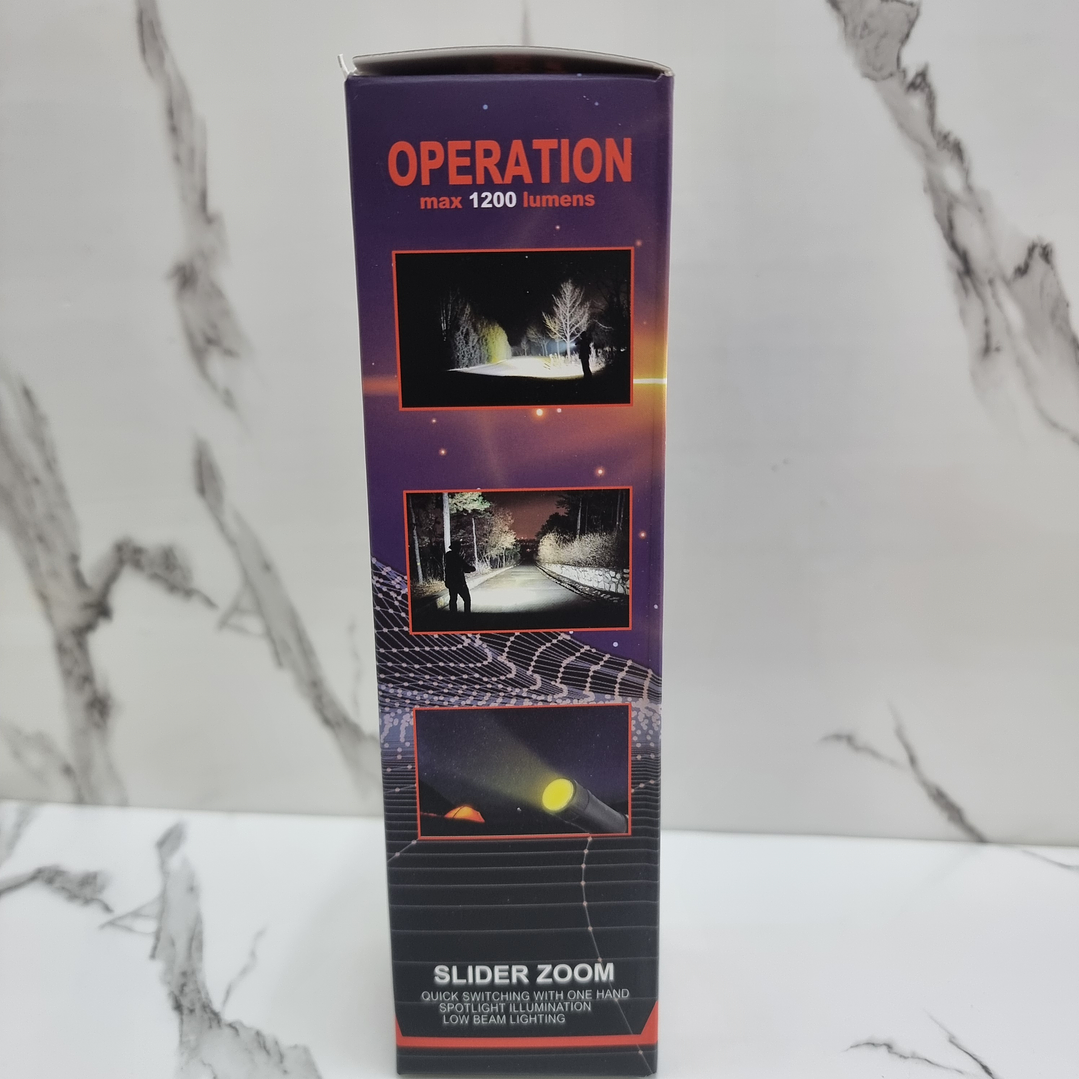 OPERATION
max 1200 lumens
SLIDER ZOOM
QUICK SWITCHING WITH ONE HAND
SPOTLIGHT ILLUMINATION
LOW BEAM LIGHTING